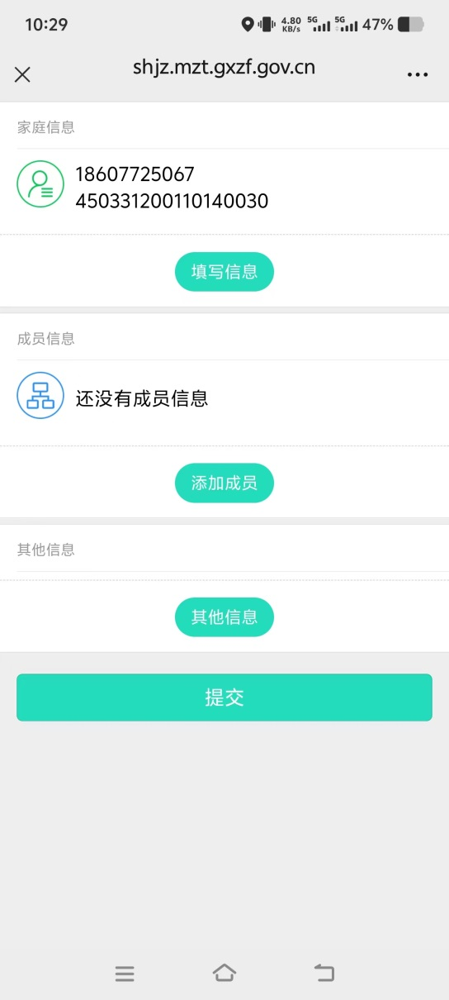 10:29
4.80 KB/s 5G 5G 47%
shjz.mzt.gxzf.gov.cn
家庭信息
18607725067
450331200110140030
填写信息
成员信息
还没有成员信息
添加成员
其他信息
其他信息
提交